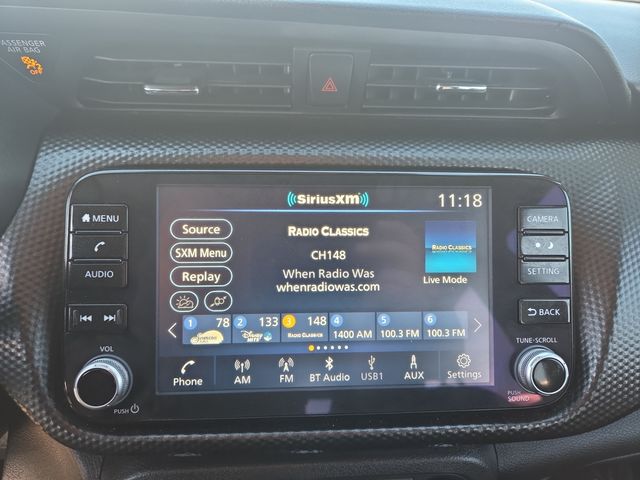 PASSENGER
AIR BAG
SiriusXM
11:18
MENU
AUDIO
VOL
PUSH
Source
SXM Menu
Replay
RADIO CLASSICS
CH148
When Radio Was
whenradiowas.com
RADIO CLASSICS
Live Mode
1 78
2 133
3 148
4
5
6
Disney
RADIO CLASSICS
1400 AM
100.3 FM
100.3 FM
Phone
AM
FM
BT Audio
USB1
AUX
Settings
CAMERA
SETTING
BACK
TUNE·SCROLL
PUSH
SOUND